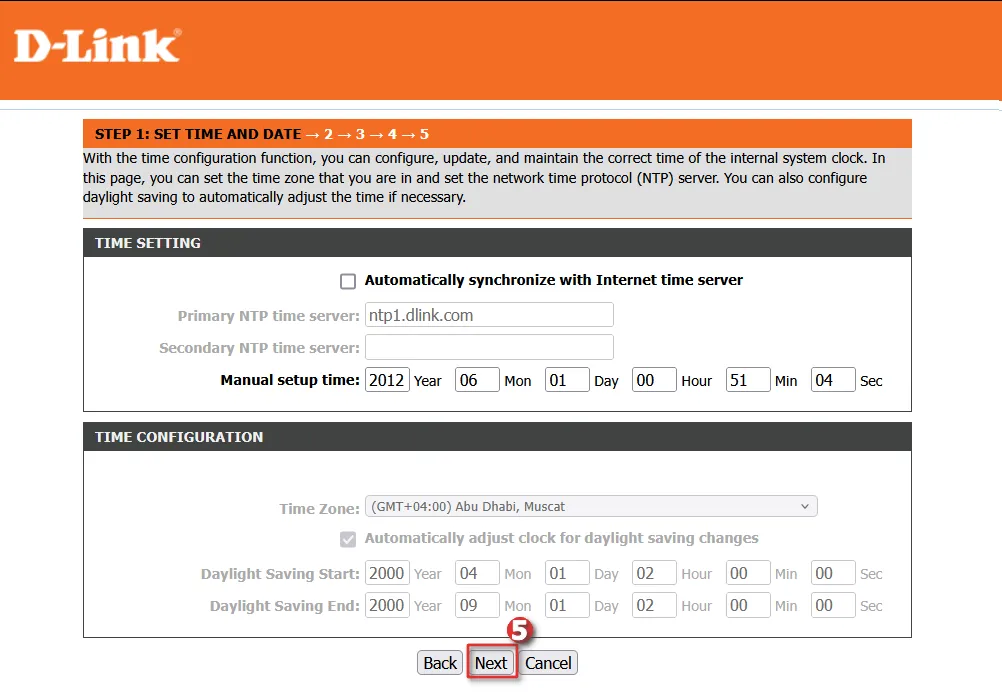 D-Link®
STEP 1: SET TIME AND DATE → 2 → 3 → 4 → 5
With the time configuration function, you can configure, update, and maintain the correct time of the internal system clock. In
this page, you can set the time zone that you are in and set the network time protocol (NTP) server. You can also configure
daylight saving to automatically adjust the time if necessary.
TIME SETTING
Automatically synchronize with Internet time server
Primary NTP time server: ntp1.dlink.com
Secondary NTP time server:
Manual setup time: 2012 Year 06 Mon 01 Day 00 Hour 51 Min 04 Sec
TIME CONFIGURATION
Time Zone: (GMT+04:00) Abu Dhabi, Muscat
Automatically adjust clock for daylight saving changes
Daylight Saving Start: 2000 Year 04 Mon 01 Day 02 Hour 00 Min 00 Sec
Daylight Saving End: 2000 Year 09 Mon 01 Day 02 Hour 00 Min 00 Sec
5
Back Next Cancel